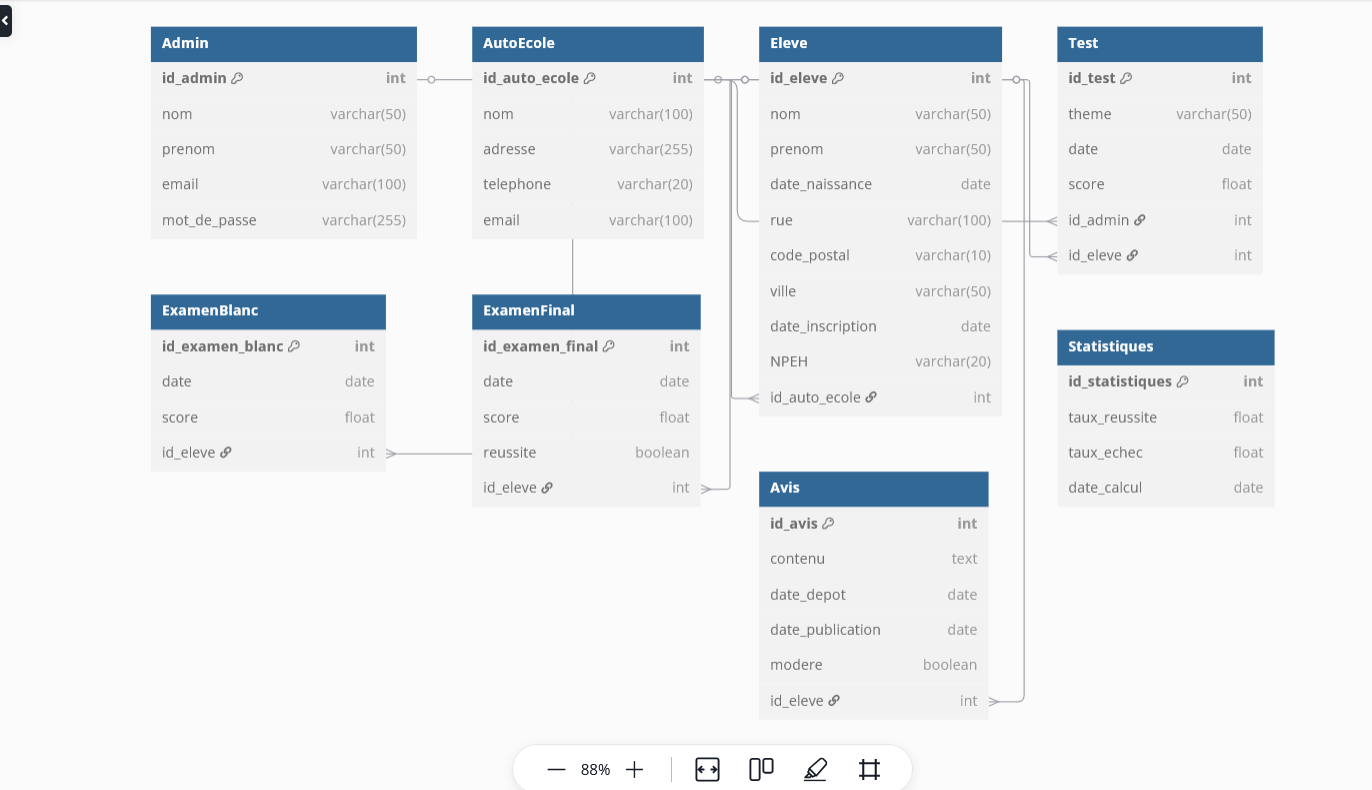 Admin
id_admin int
nom varchar(50)
prenom varchar(50)
email varchar(100)
mot_de_passe varchar(255)
AutoEcole
id_auto_ecole int
nom varchar(100)
adresse varchar(255)
telephone varchar(20)
email varchar(100)
Eleve
id_eleve int
nom varchar(50)
prenom varchar(50)
date_naissance date
rue varchar(100)
code_postal varchar(10)
ville varchar(50)
date_inscription date
NPEH varchar(20)
id_auto_ecole int
Test
id_test int
theme varchar(50)
date date
score float
id_admin int
id_eleve int
ExamenBlanc
id_examen_blanc int
date date
score float
id_eleve int
ExamenFinal
id_examen_final int
date date
score float
reussite boolean
id_eleve int
Statistiques
id_statistiques int
taux_reussite float
taux_echec float
date_calcul date
Avis
id_avis int
contenu text
date_depot date
date_publication date
modere boolean
id_eleve int
88%